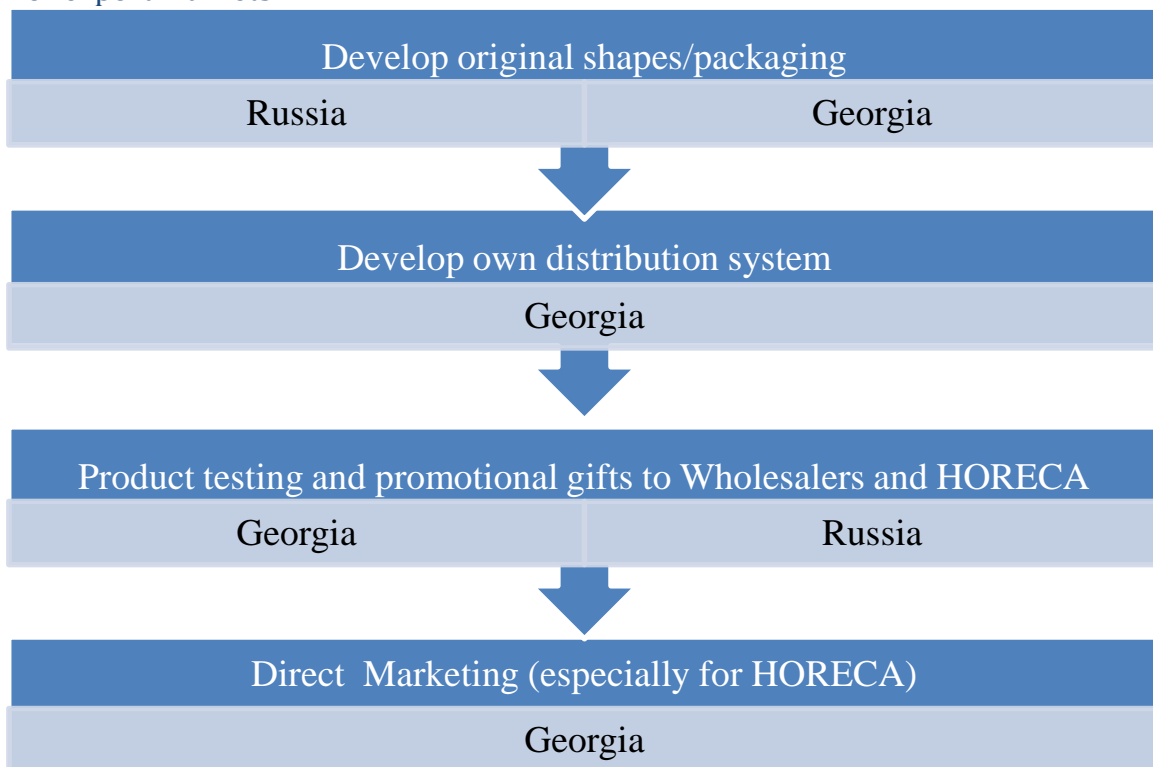 Develop original shapes/packaging
Russia Georgia
Develop own distribution system
Georgia
Product testing and promotional gifts to Wholesalers and HORECA
Georgia Russia
Direct Marketing (especially for HORECA)
Georgia